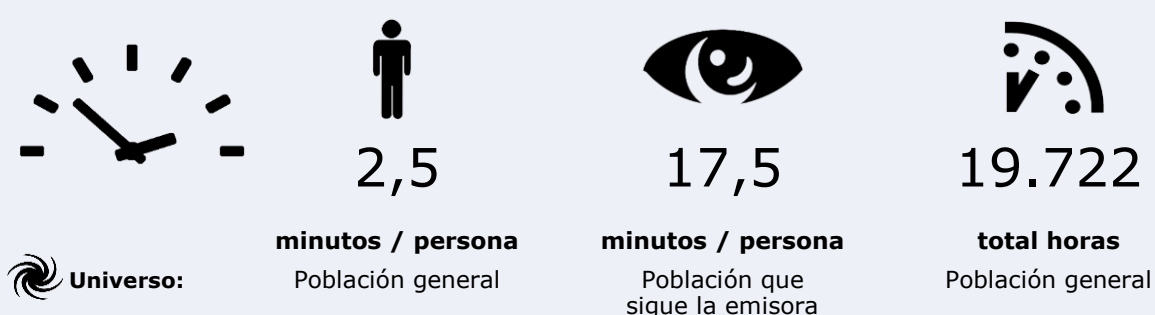 2,5
17,5
19.722
minutos / persona
minutos / persona
total horas
Universo:
Población general
Población que
sigue la emisora
Población general